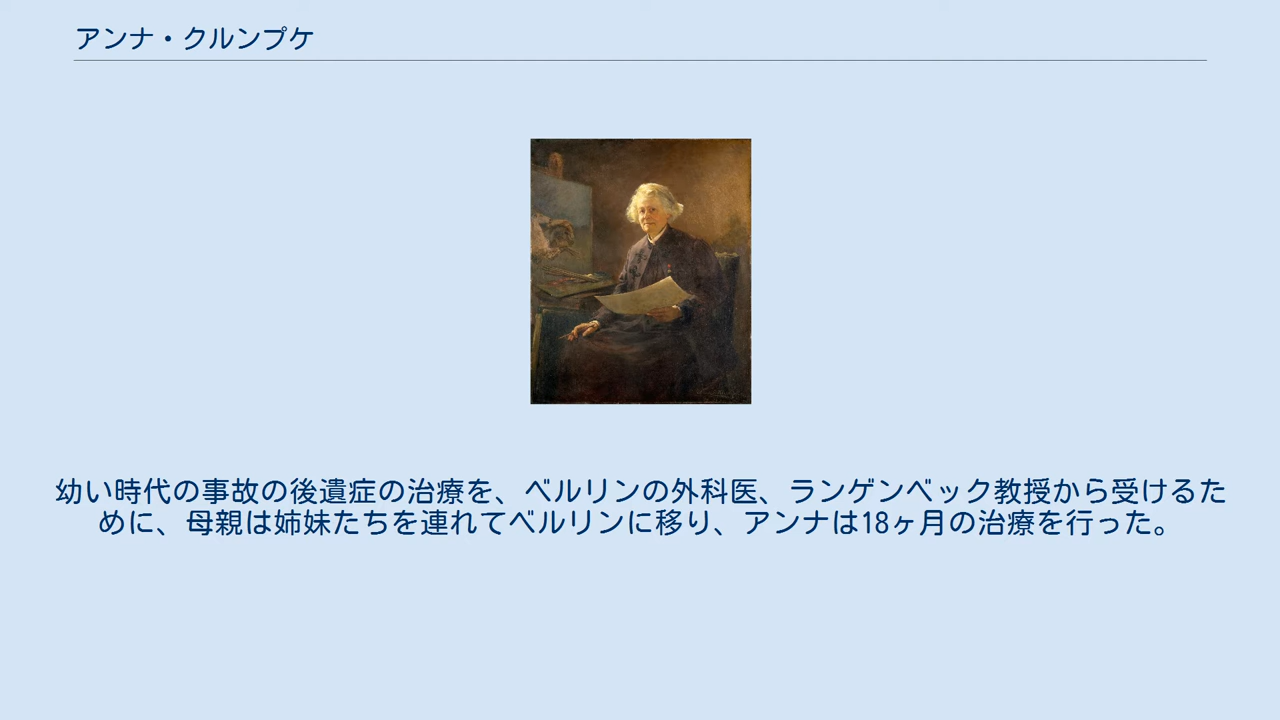 アンナ・クルンプケ
幼い時代の事故の後遺症の治療を、ベルリンの外科医、ランゲンベック教授から受けるた
めに、母親は姉妹たちを連れてベルリンに移り、アンナは18ヶ月の治療を行った。